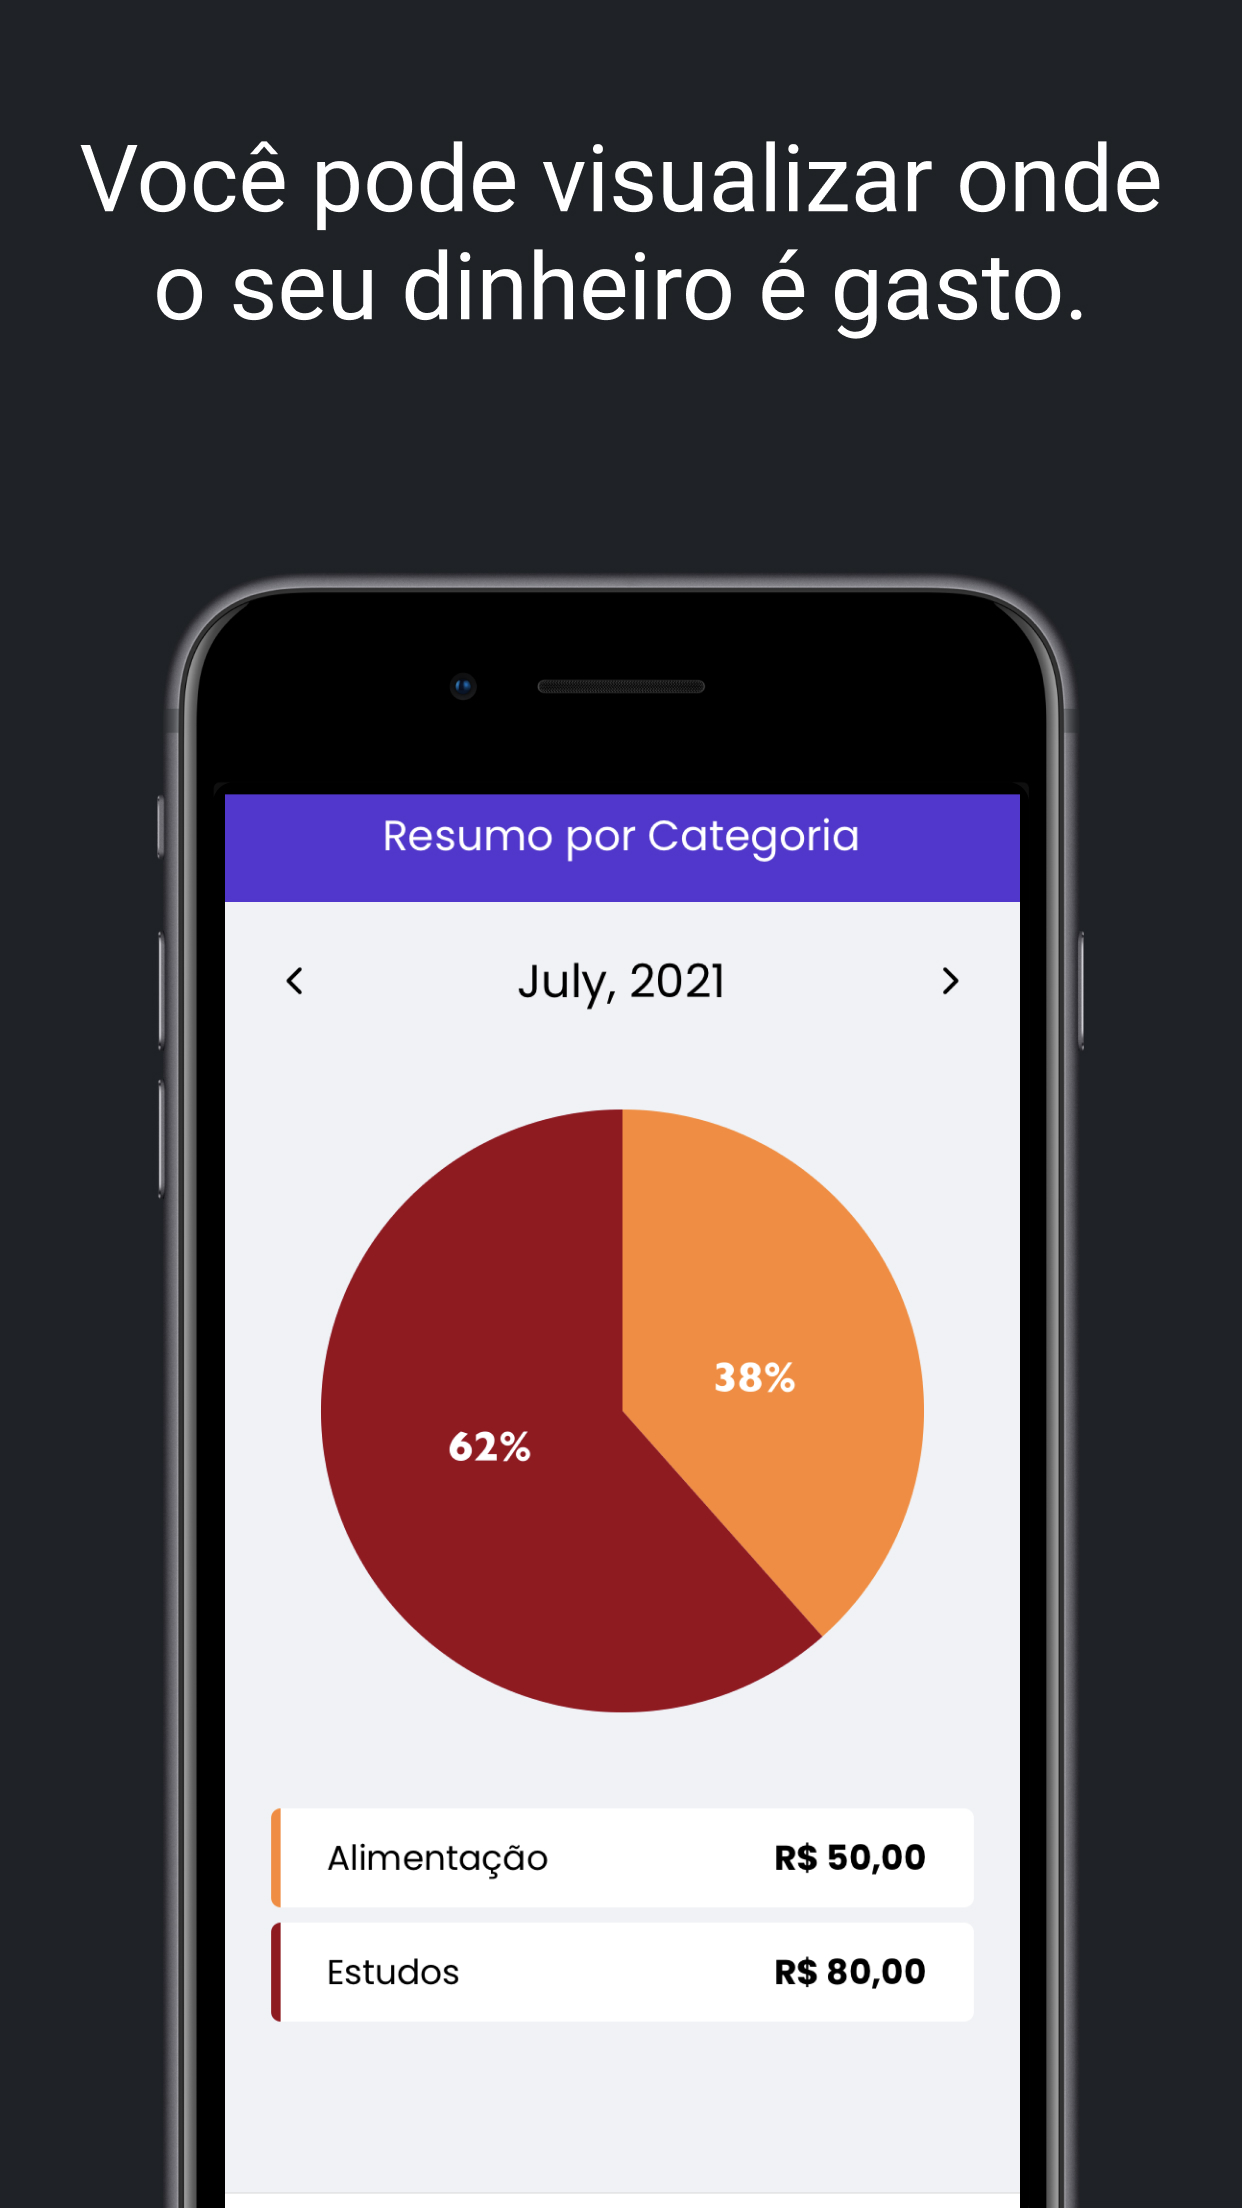 Você pode visualizar onde
o seu dinheiro é gasto.
Resumo por Categoria
July, 2021
38%
62%
Alimentação R$ 50,00
Estudos R$ 80,00